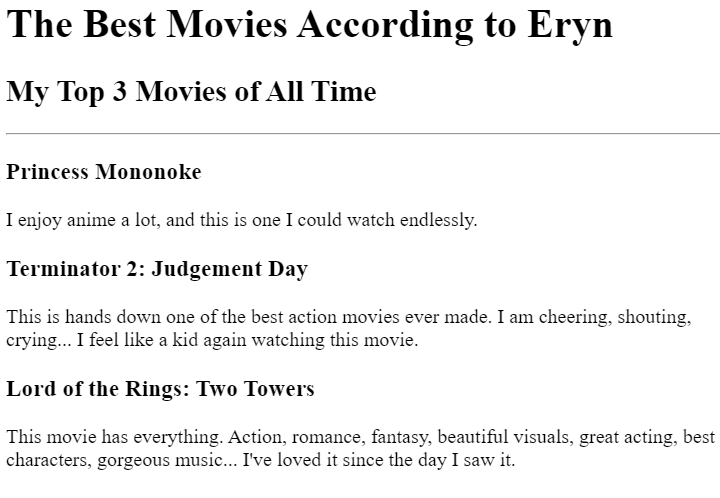 The Best Movies According to Eryn
My Top 3 Movies of All Time
Princess Mononoke
I enjoy anime a lot, and this is one I could watch endlessly.
Terminator 2: Judgement Day
This is hands down one of the best action movies ever made. I am cheering, shouting,
crying... I feel like a kid again watching this movie.
Lord of the Rings: Two Towers
This movie has everything. Action, romance, fantasy, beautiful visuals, great acting, best
characters, gorgeous music... I've loved it since the day I saw it.